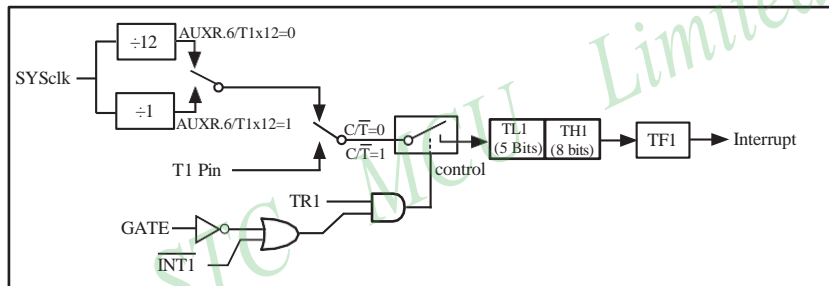 ÷12
AUXR.6/T1x12=0
SYSclk
÷1
AUXR.6/T1x12=1
C/T̅=0
C/T̅=1
T1 Pin
control
TL1
(5 Bits)
TH1
(8 bits)
TF1
Interrupt
TR1
GATE
I̅N̅T̅1̅
STC MCU Limited